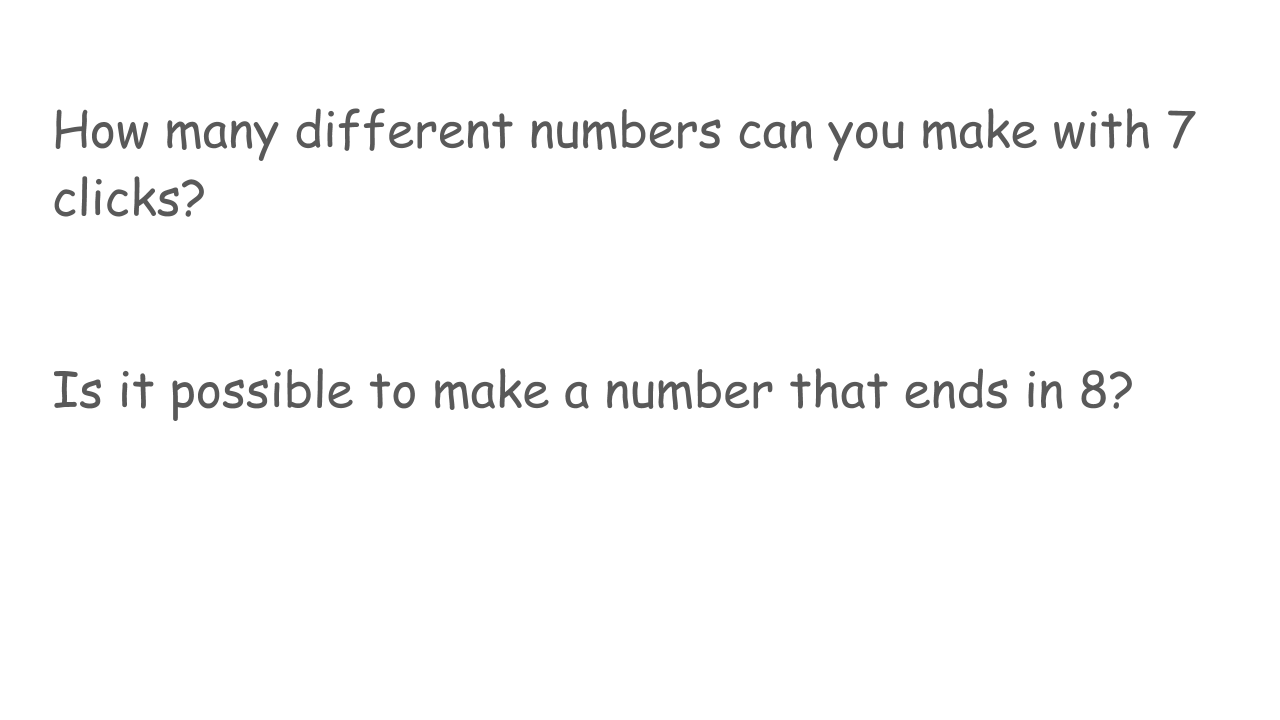 How many different numbers can you make with 7
clicks?
Is it possible to make a number that ends in 8?